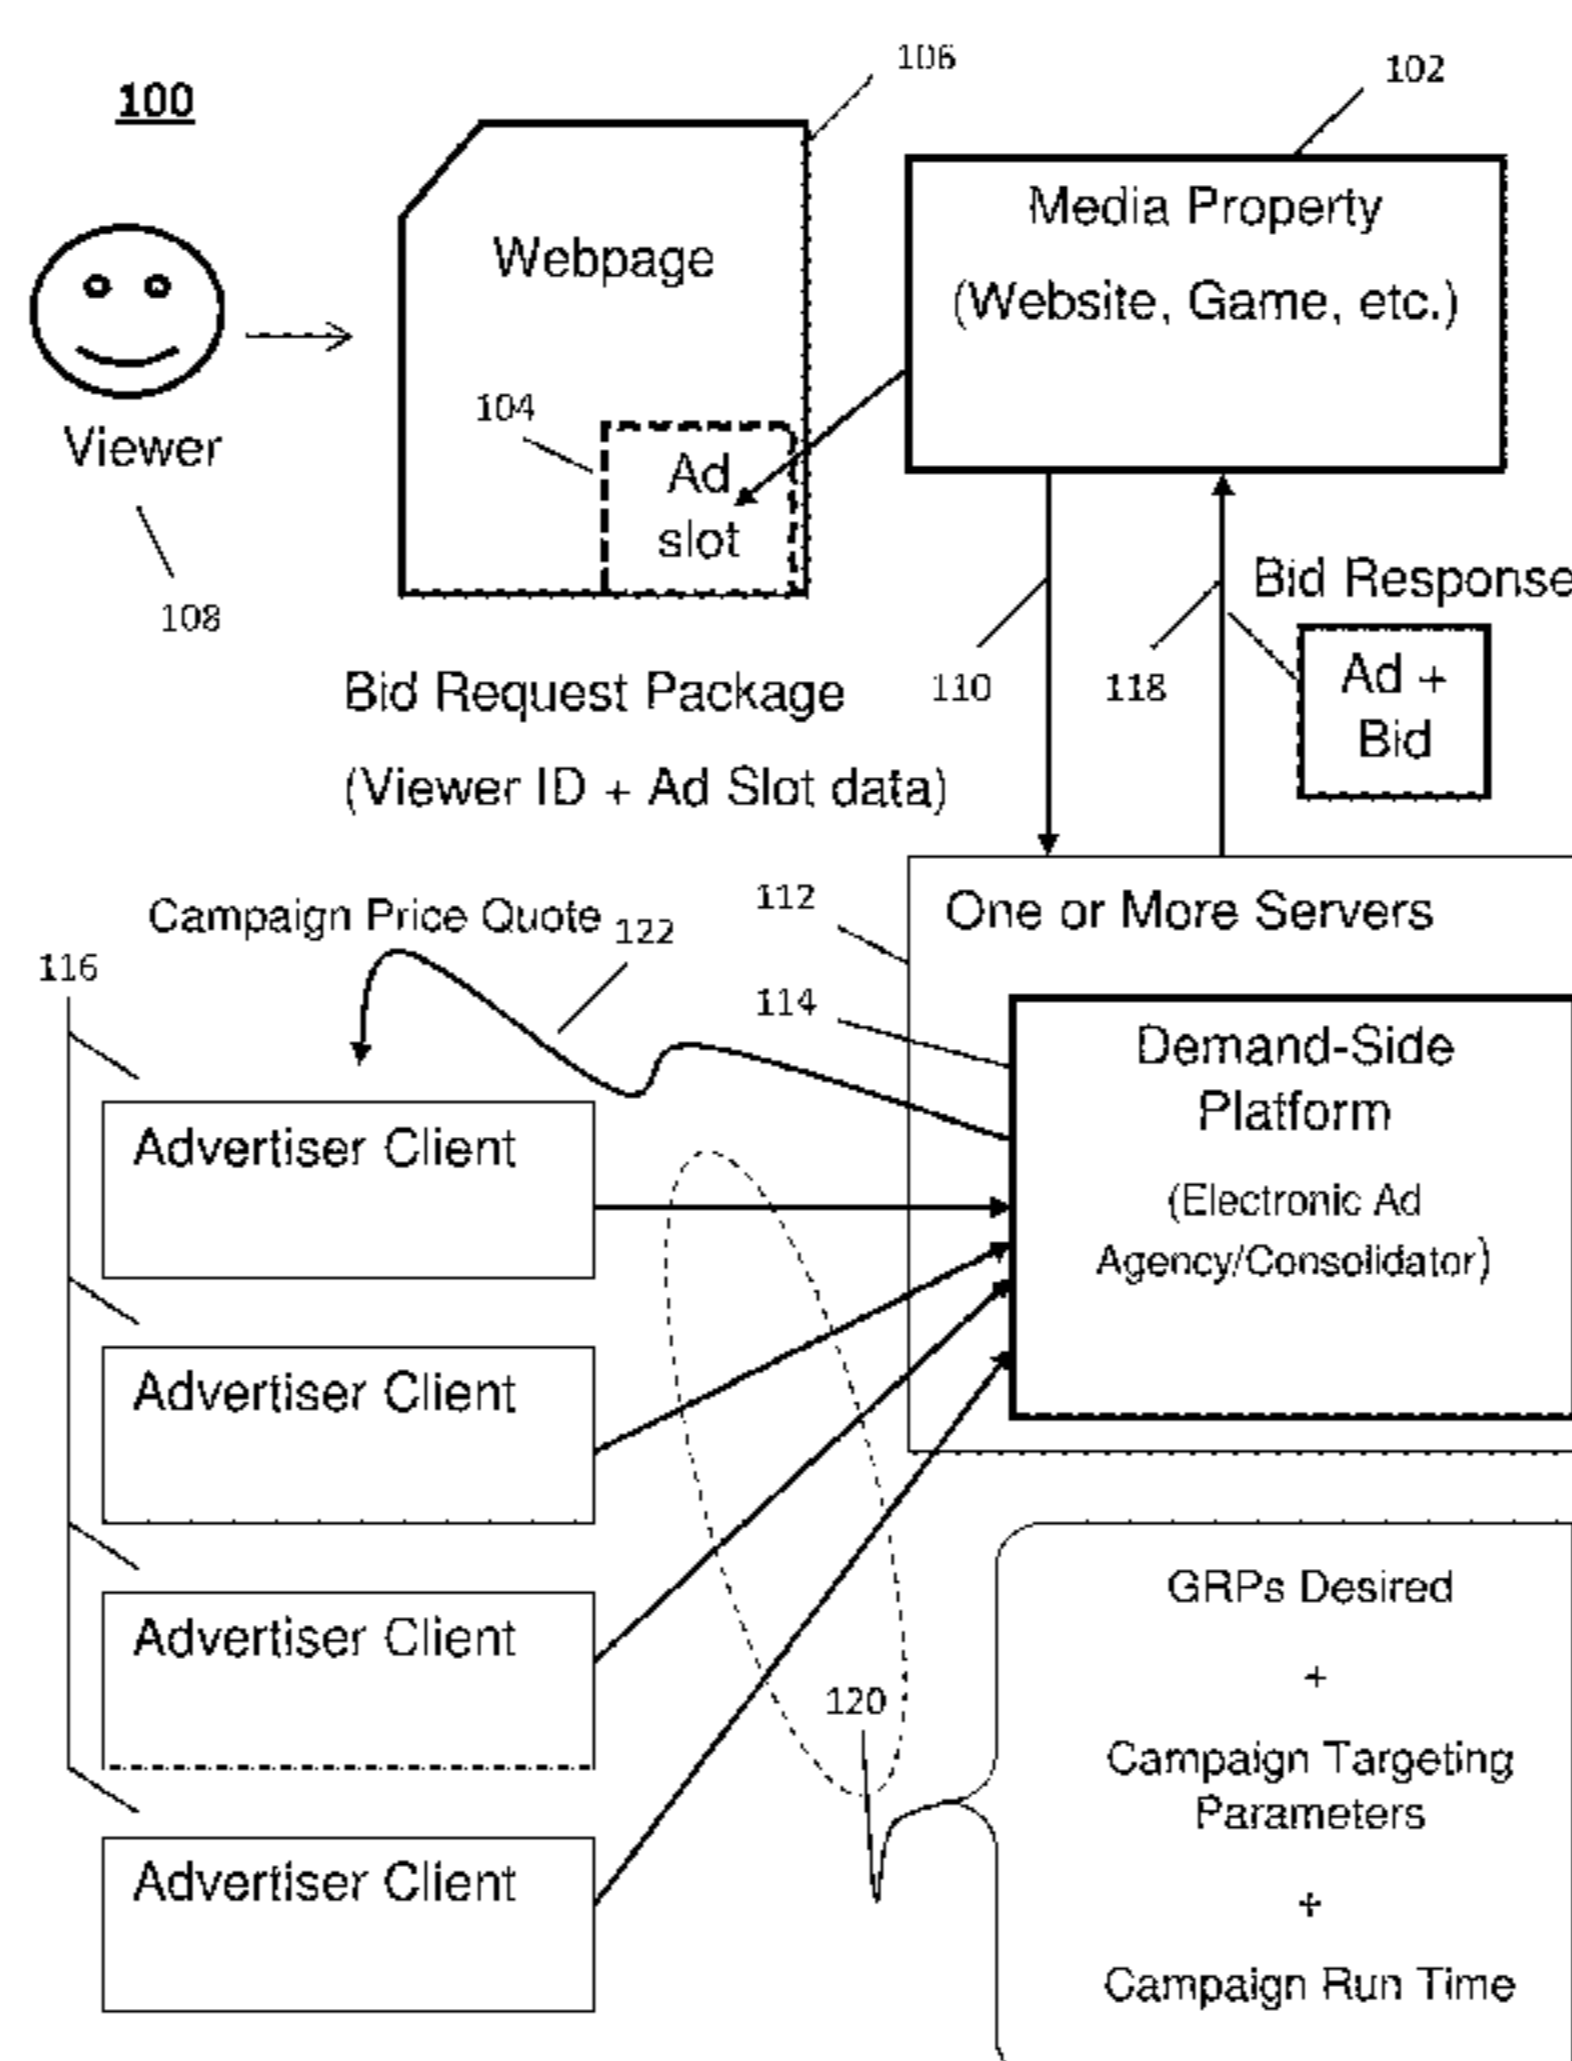 100
106
102
Webpage
Media Property
(Website, Game, etc.)
Viewer
104
Ad
slot
108
Bid Response
110
118
Ad +
Bid
Bid Request Package
(Viewer ID + Ad Slot data)
Campaign Price Quote
122
112
One or More Servers
116
114
Demand-Side
Platform
(Electronic Ad
Agency/Consolidator)
Advertiser Client
Advertiser Client
Advertiser Client
Advertiser Client
120
GRPs Desired
+
Campaign Targeting
Parameters
+
Campaign Run Time